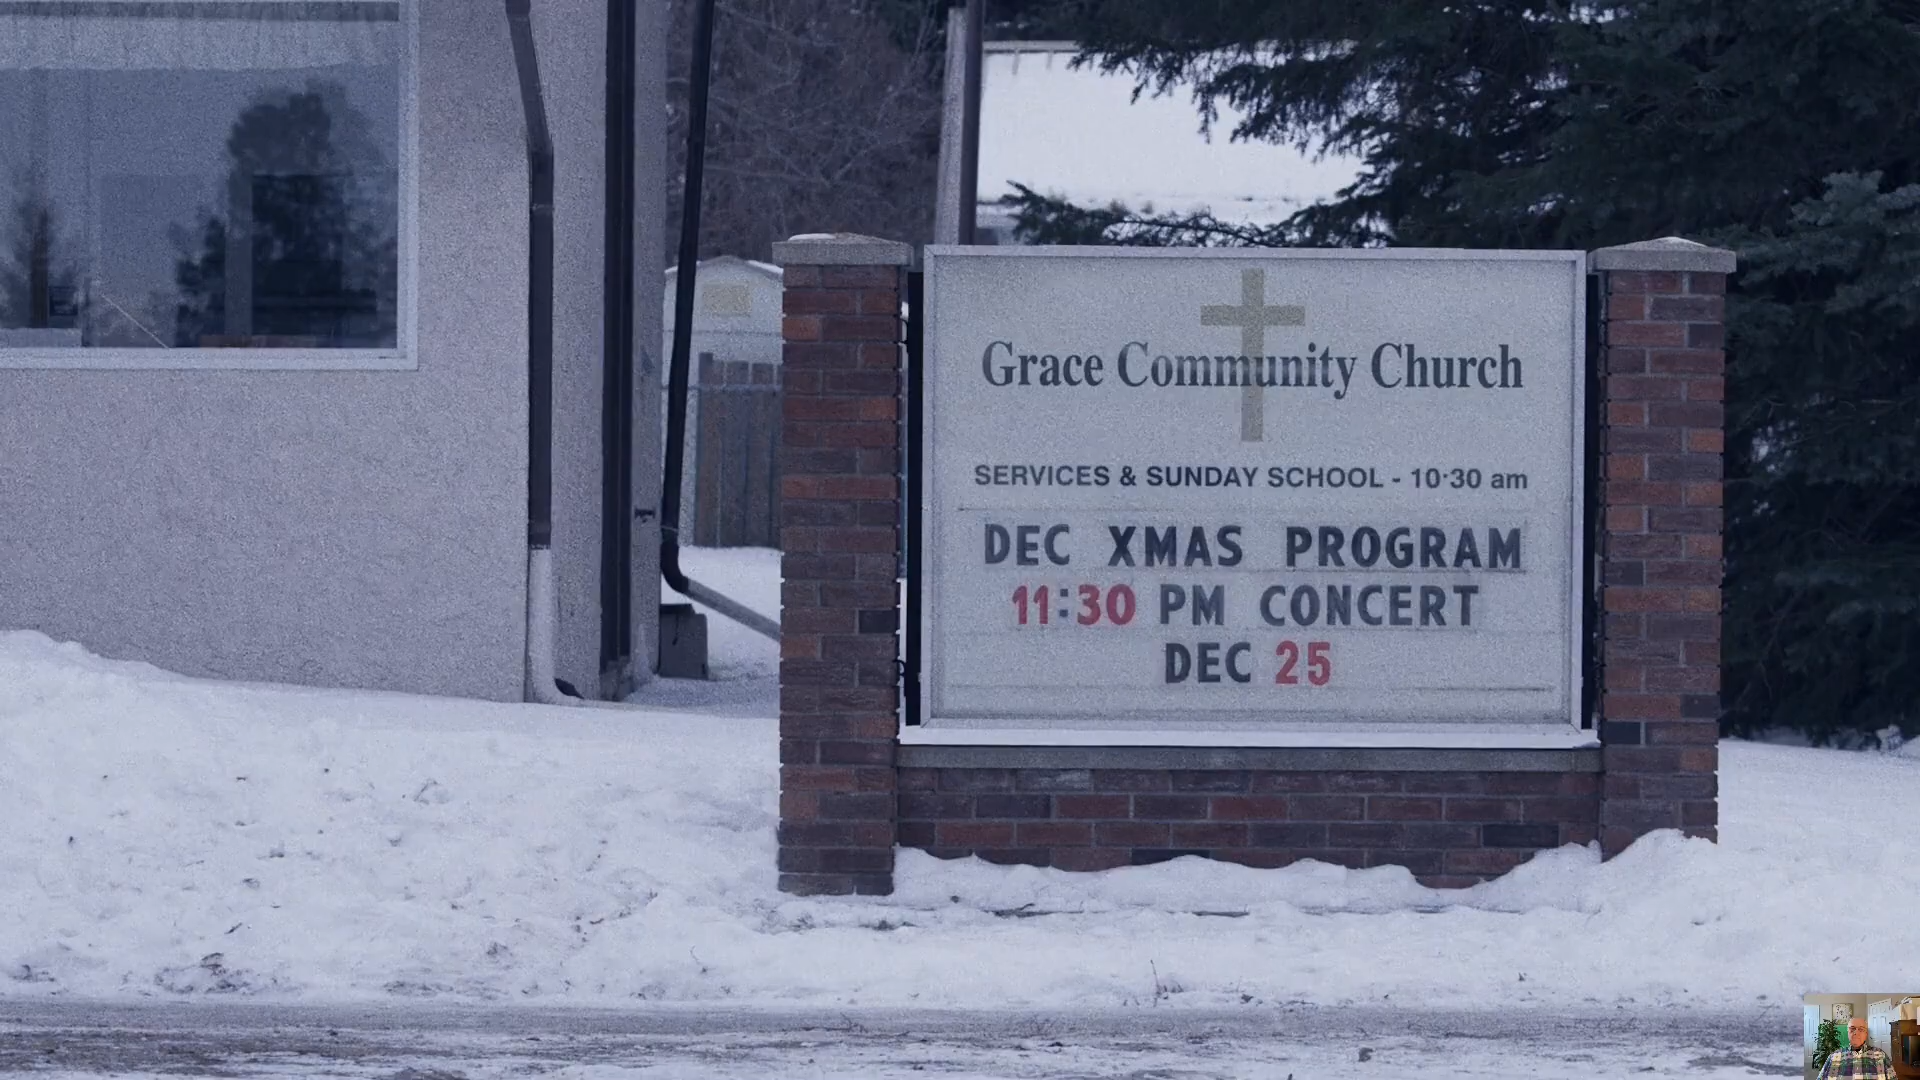 Grace Community Church
SERVICES & SUNDAY SCHOOL - 10:30 am
DEC XMAS PROGRAM
11:30 PM CONCERT
DEC 25